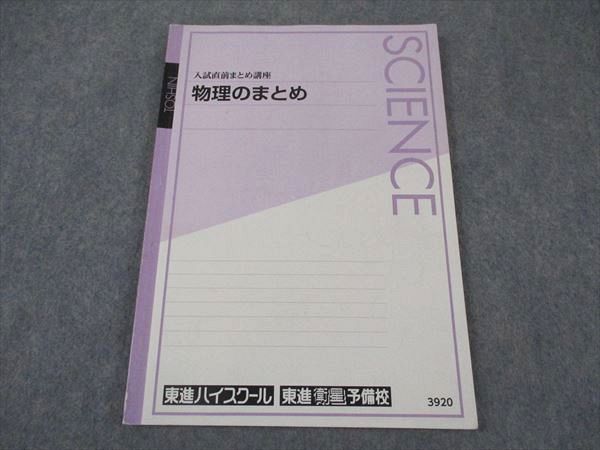 入試直前まとめ講座
物理のまとめ
SCIENCE
TOSHIN
東進ハイスクール 東進衛星予備校
3920